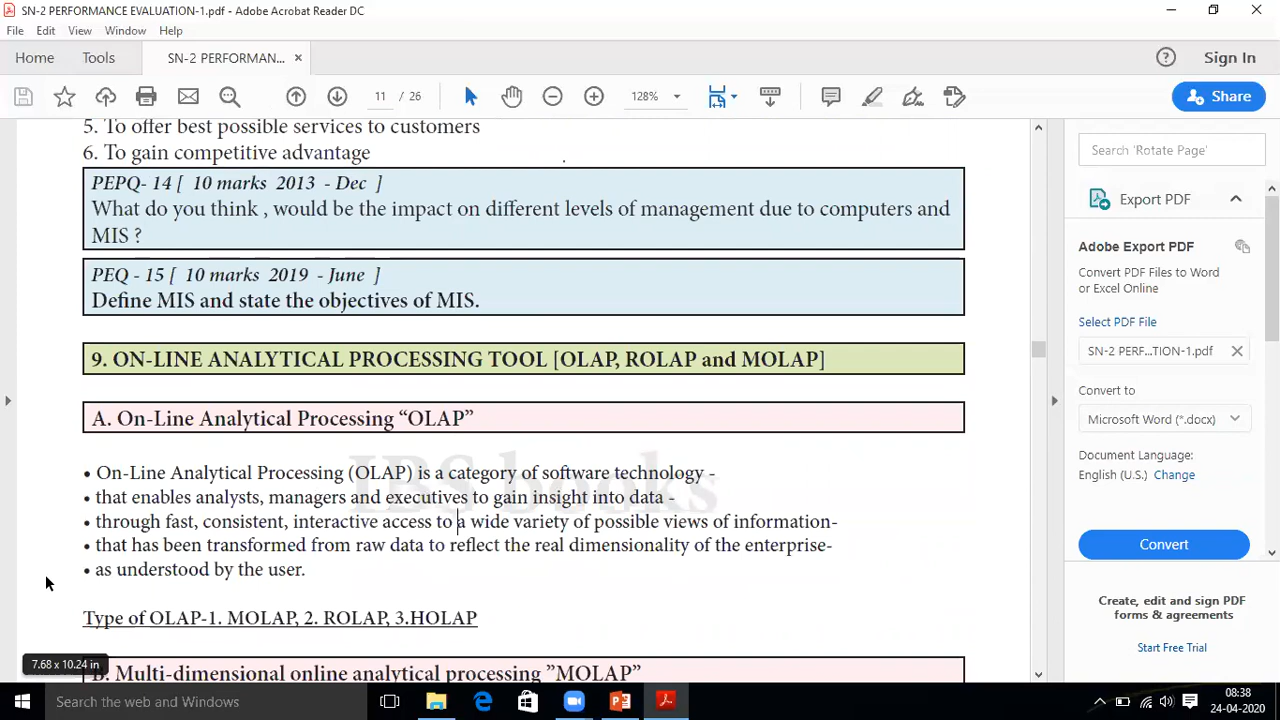 SN-2 PERFORMANCE EVALUATION-1.pdf - Adobe Acrobat Reader DC
File Edit View Window Help
Home Tools SN-2 PERFORMAN... × Sign In
11 / 26 128% Share
5. To offer best possible services to customers
6. To gain competitive advantage
Search 'Rotate Page'
PEPQ- 14 [ 10 marks 2013 - Dec ]
What do you think , would be the impact on different levels of management due to computers and
MIS ?
Export PDF
Adobe Export PDF
Convert PDF Files to Word
or Excel Online
PEQ - 15 [ 10 marks 2019 - June ]
Define MIS and state the objectives of MIS.
Select PDF File
SN-2 PERF...TION-1.pdf
9. ON-LINE ANALYTICAL PROCESSING TOOL [OLAP, ROLAP and MOLAP]
Convert to
Microsoft Word (*.docx)
A. On-Line Analytical Processing “OLAP”
Document Language:
English (U.S.) Change
IBS books
• On-Line Analytical Processing (OLAP) is a category of software technology -
• that enables analysts, managers and executives to gain insight into data -
• through fast, consistent, interactive access to a wide variety of possible views of information-
• that has been transformed from raw data to reflect the real dimensionality of the enterprise-
• as understood by the user.
Convert
Type of OLAP-1. MOLAP, 2. ROLAP, 3.HOLAP
Create, edit and sign PDF
forms & agreements
Start Free Trial
7.68 x 10.24 in
B. Multi-dimensional online analytical processing ”MOLAP”
Search the web and Windows
08:38
24-04-2020